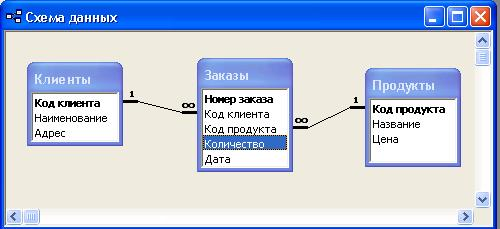 Схема данных
Клиенты
Код клиента
Наименование
Адрес
1
∞
Заказы
Номер заказа
Код клиента
Код продукта
Количество
Дата
∞
1
Продукты
Код продукта
Название
Цена